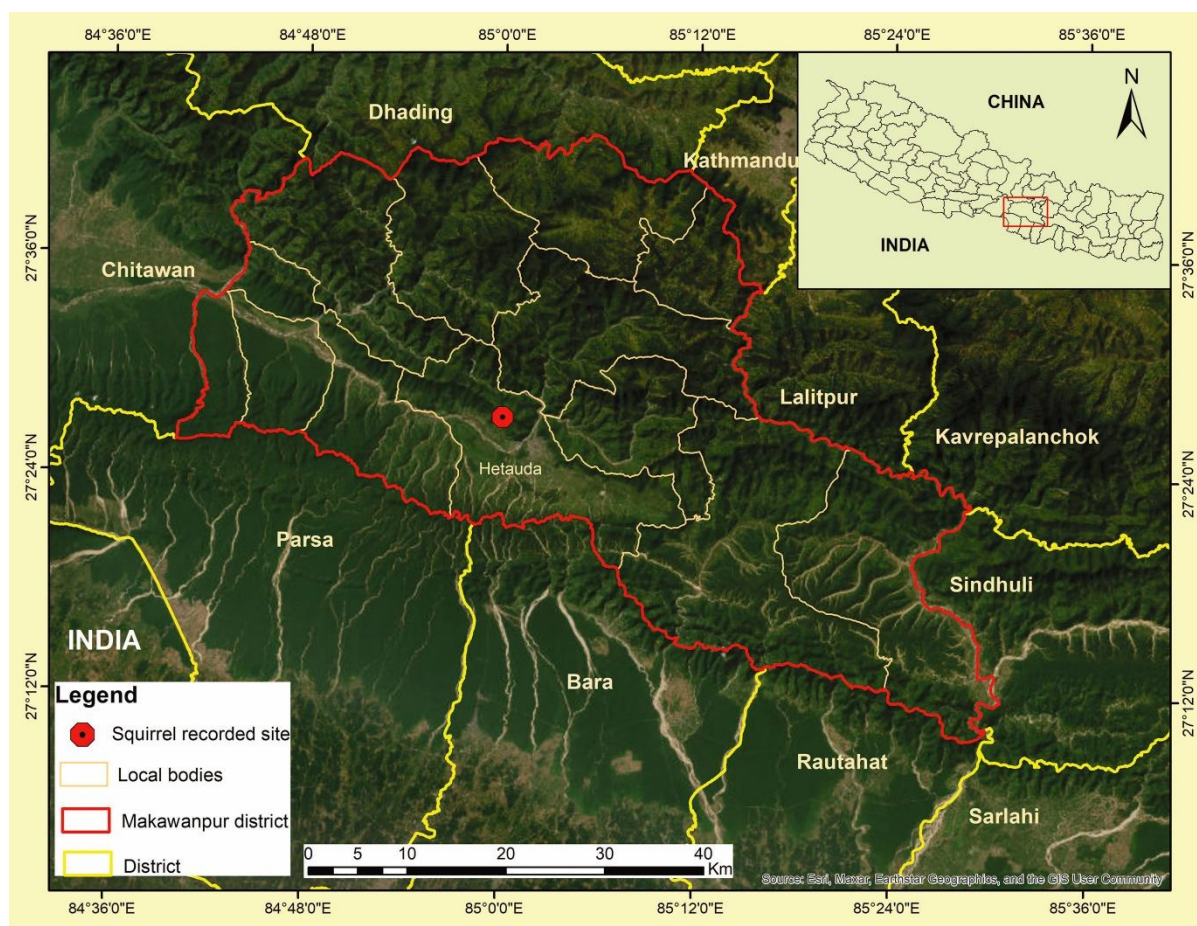 84°36'0"E 84°48'0"E 85°0'0"E 85°12'0"E 85°24'0"E 85°36'0"E
N
CHINA
INDIA
Dhading
Kathmandu
27°36'0"N
27°36'0"N
Chitawan
Lalitpur
Kavrepalanchok
27°24'0"N
27°24'0"N
Hetauda
Parsa
Sindhuli
INDIA
Bara
27°12'0"N
27°12'0"N
Rautahat
Sarlahi
Legend
Squirrel recorded site
Local bodies
Makawanpur district
District
0 5 10 20 30 40
Km
Source: Esri, Maxar, Earthstar Geographics, and the GIS User Community
84°36'0"E 84°48'0"E 85°0'0"E 85°12'0"E 85°24'0"E 85°36'0"E